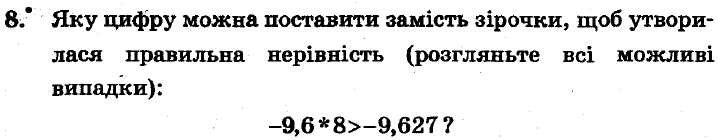 8.• Яку цифру можна поставити замість зірочки, щоб утвори-
лася правильна нерівність (розгляньте всі можливі
випадки):
−9,6*8>−9,627?